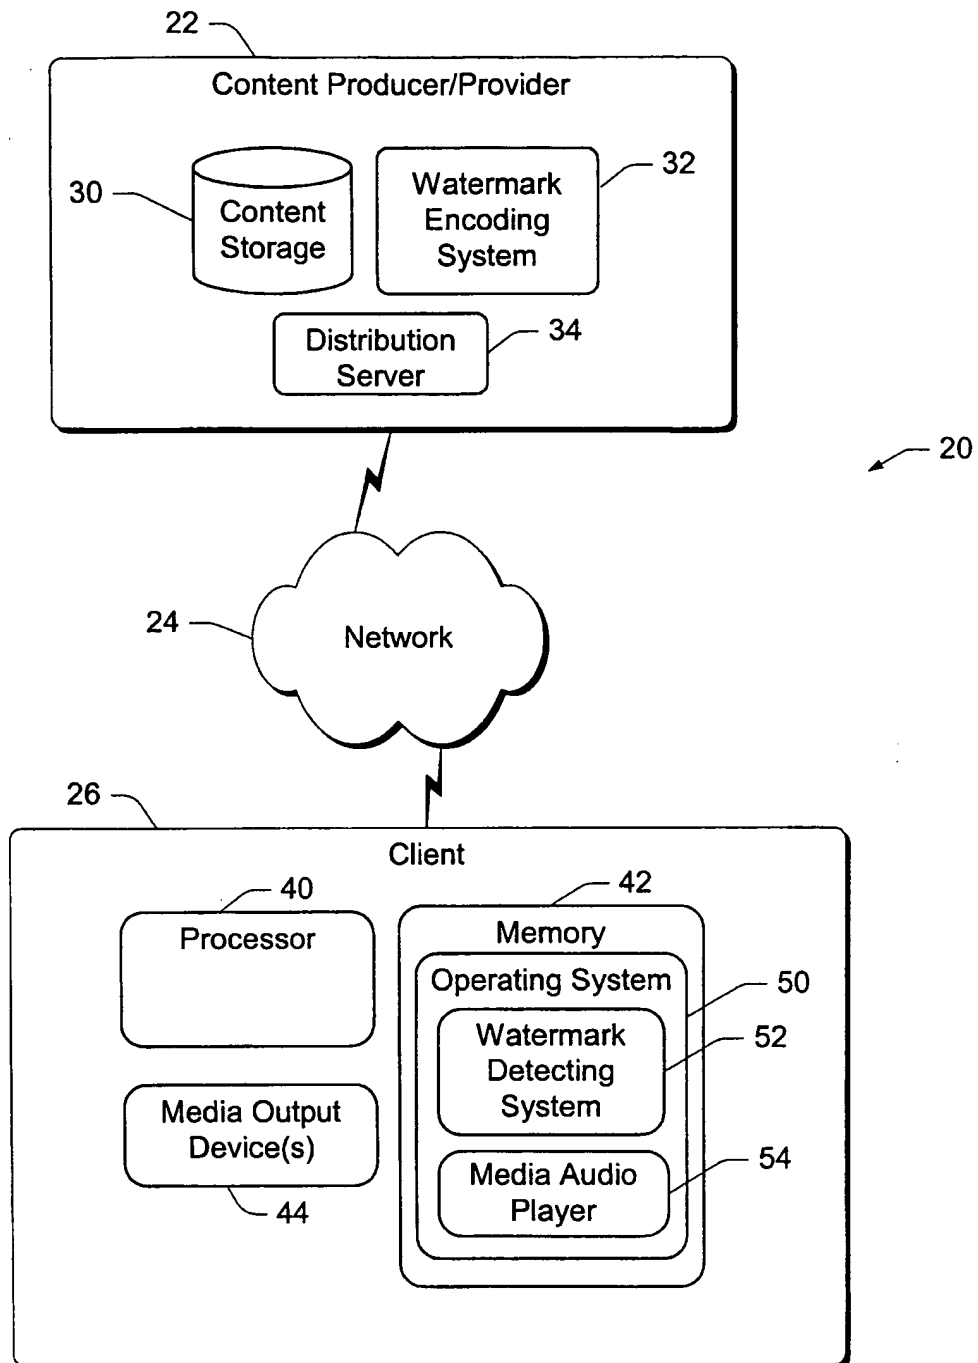 22
Content Producer/Provider
30
Content
Storage
Watermark
Encoding
System
32
Distribution
Server
34
20
24
Network
26
Client
40
Processor
42
Memory
Operating System
50
Watermark
Detecting
System
52
Media Output
Device(s)
44
Media Audio
Player
54